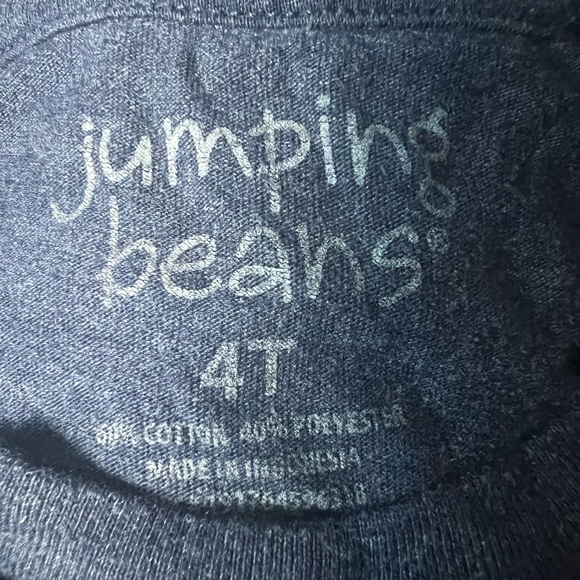 jumping
beans®
4T
60% COTTON 40% POLYESTER
MADE IN INDONESIA